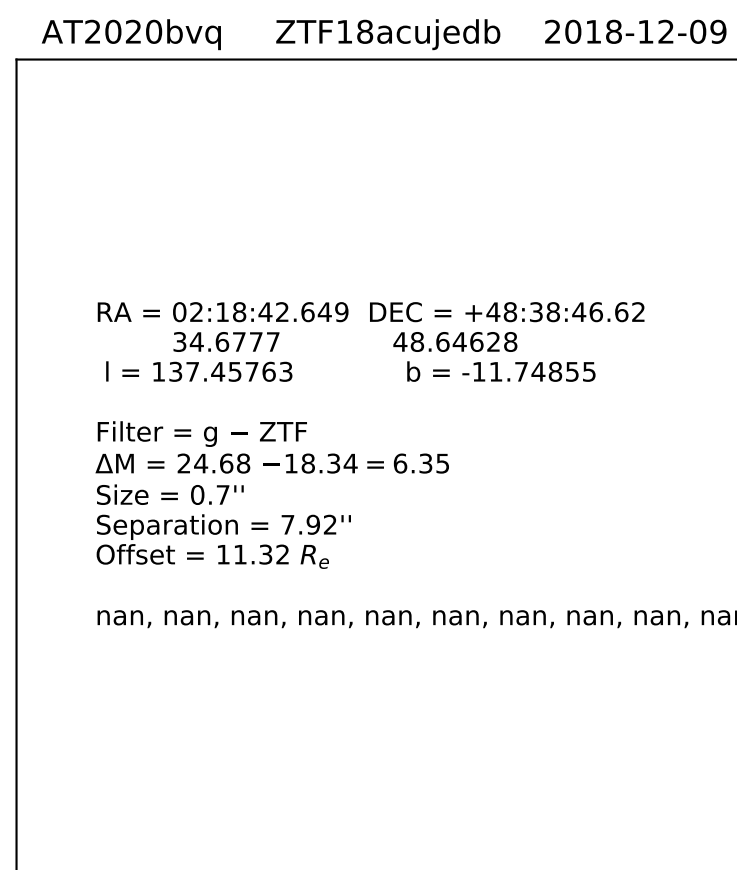 AT2020bvq ZTF18acujedb 2018-12-09
RA = 02:18:42.649 DEC = +48:38:46.62
34.6777 48.64628
l = 137.45763 b = -11.74855
Filter = g − ZTF
ΔM = 24.68 −18.34 = 6.35
Size = 0.7''
Separation = 7.92''
Offset = 11.32 Rₑ
nan, nan, nan, nan, nan, nan, nan, nan, nan,